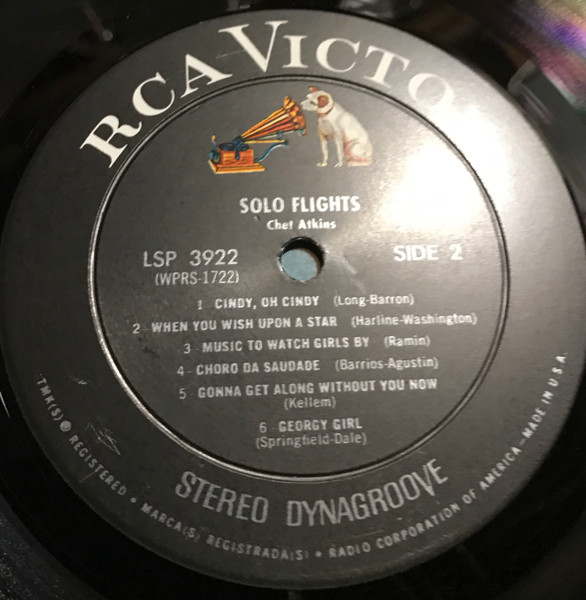 RCA VICTO
SOLO FLIGHTS
Chet Atkins
LSP 3922
(WPRS-1722)
SIDE 2
1 CINDY, OH CINDY (Long-Barron)
2 WHEN YOU WISH UPON A STAR (Harline-Washington)
3 MUSIC TO WATCH GIRLS BY (Ramin)
4 CHORO DA SAUDADE (Barrios-Agustin)
5 GONNA GET ALONG WITHOUT YOU NOW
(Kellem)
6 GEORGY GIRL
(Springfield-Dale)
STEREO DYNAGROOVE
TMK(S) ® REGISTERED • MARCA(S) REGISTRADA(S) • RADIO CORPORATION OF AMERICA—MADE IN U.S.A.